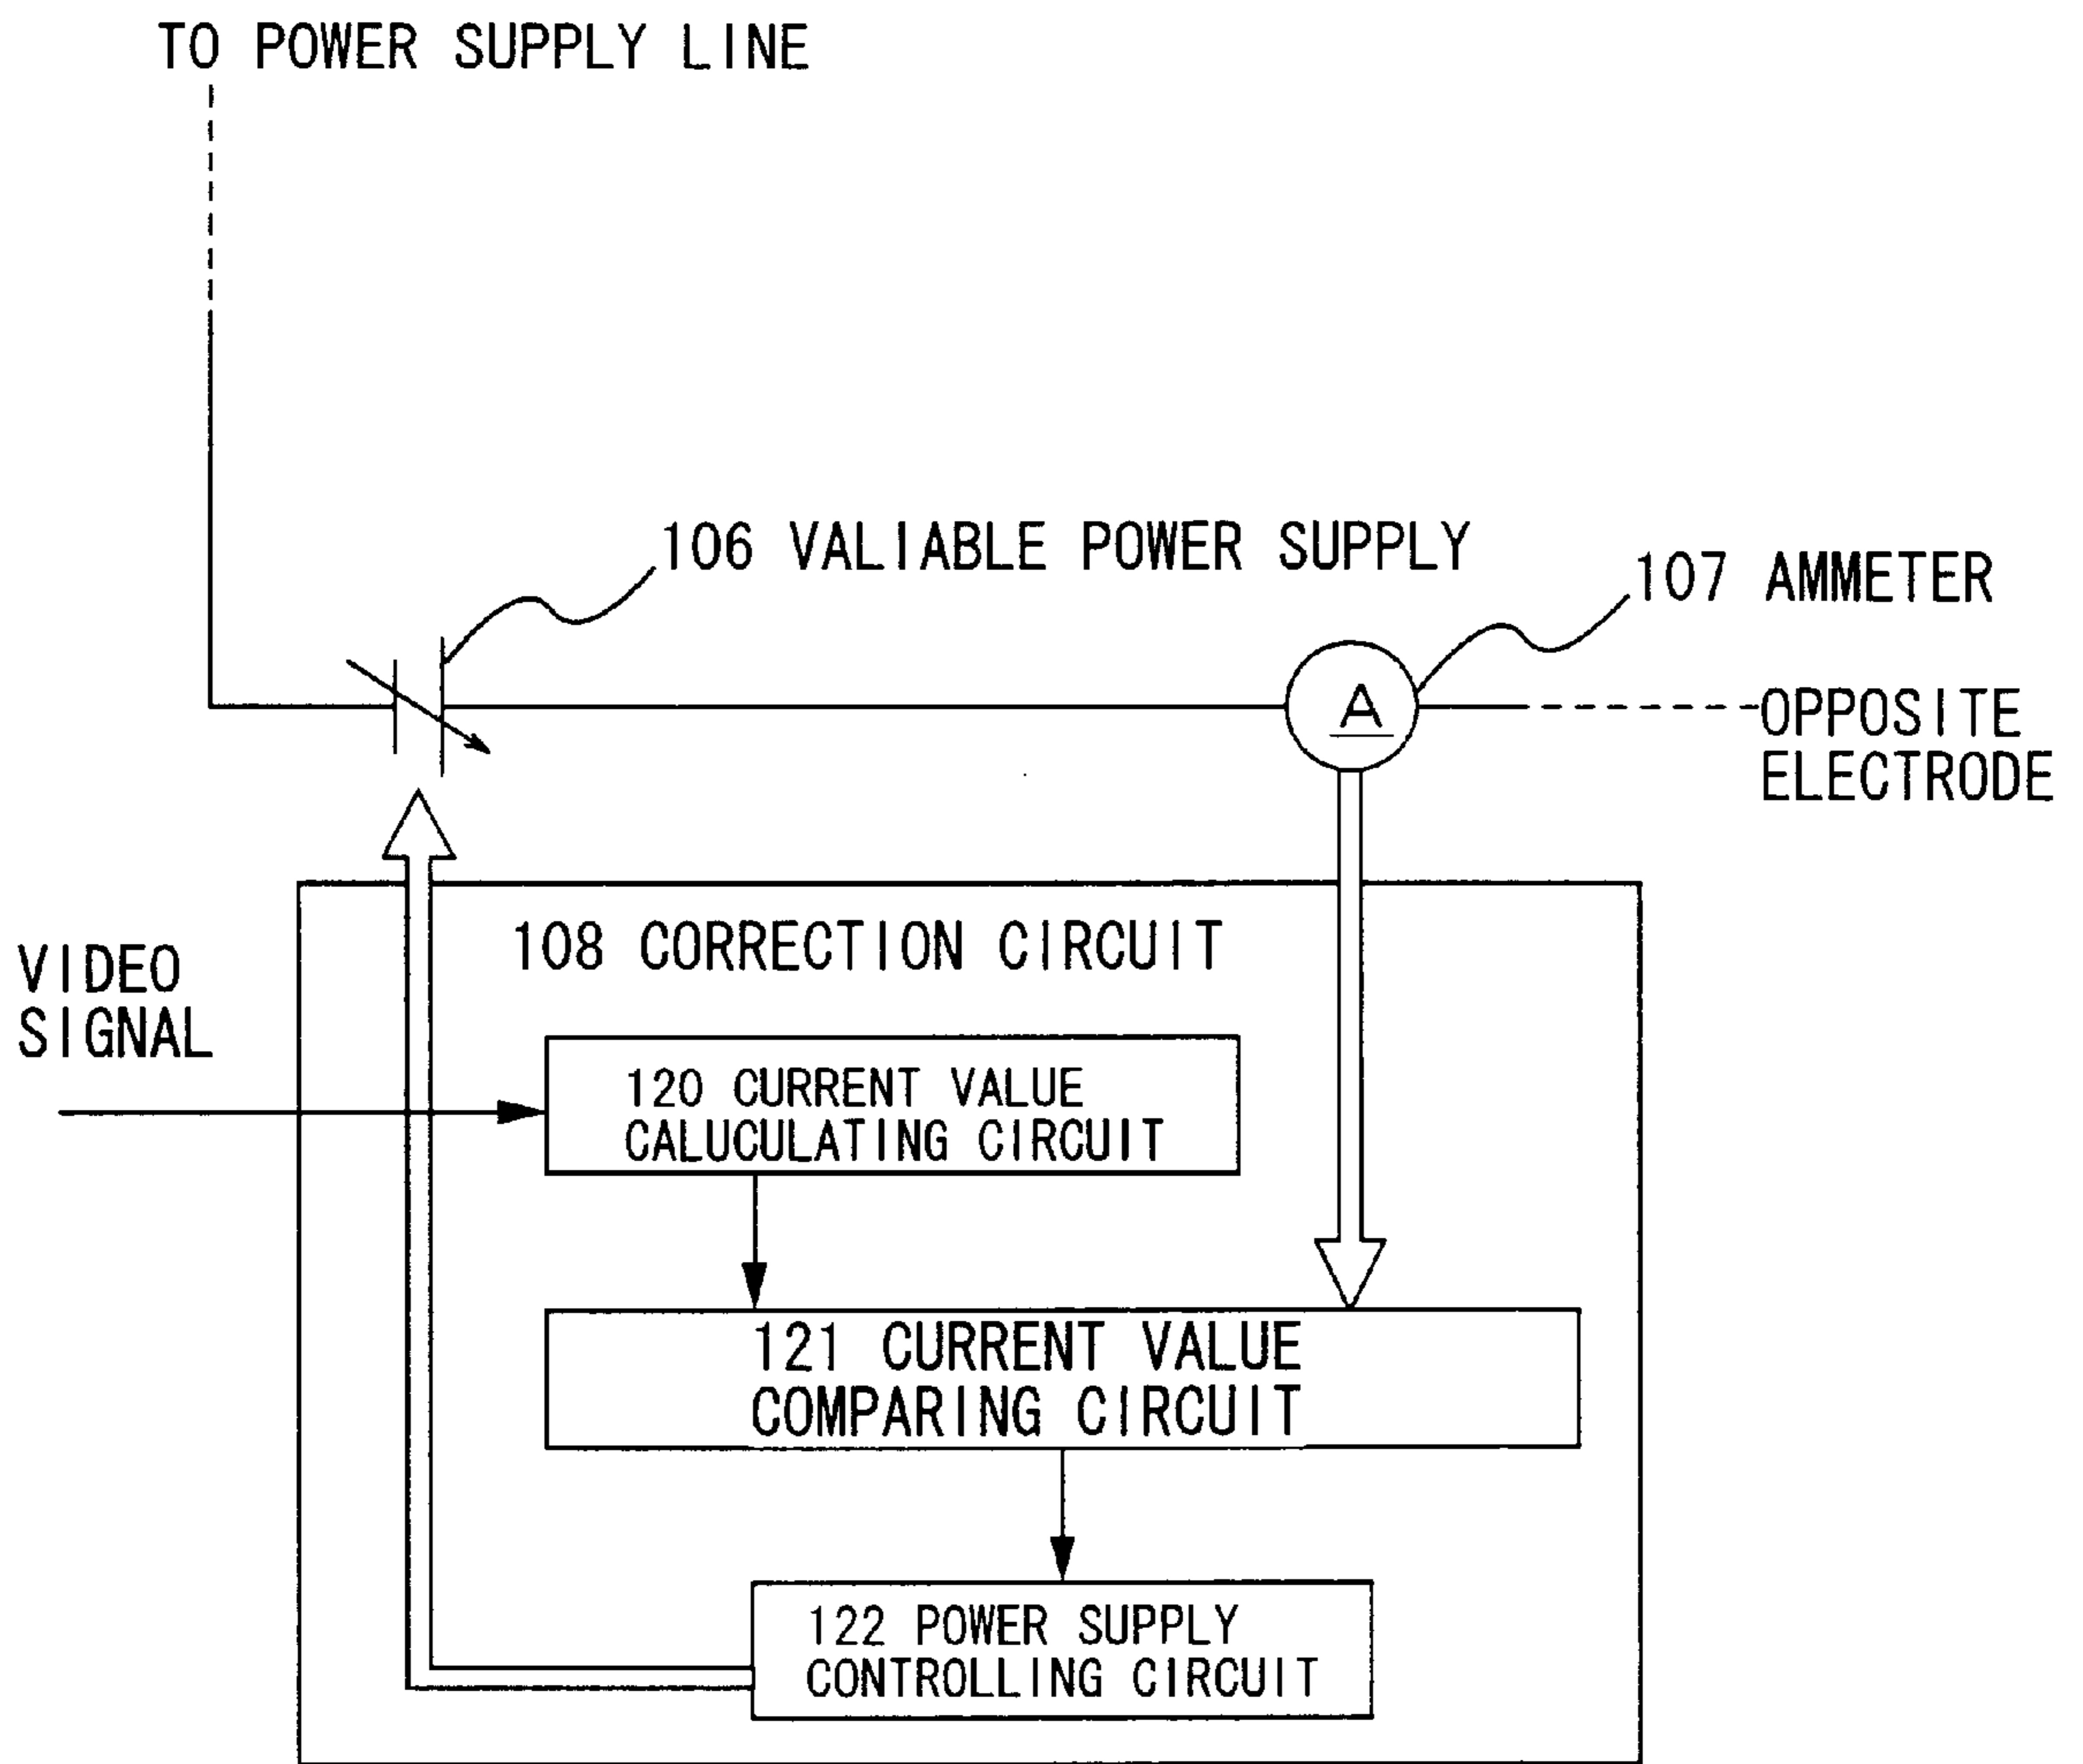 TO POWER SUPPLY LINE
106 VALIABLE POWER SUPPLY
107 AMMETER
A
OPPOSITE
ELECTRODE
108 CORRECTION CIRCUIT
VIDEO
SIGNAL
120 CURRENT VALUE
CALUCULATING CIRCUIT
121 CURRENT VALUE
COMPARING CIRCUIT
122 POWER SUPPLY
CONTROLLING CIRCUIT